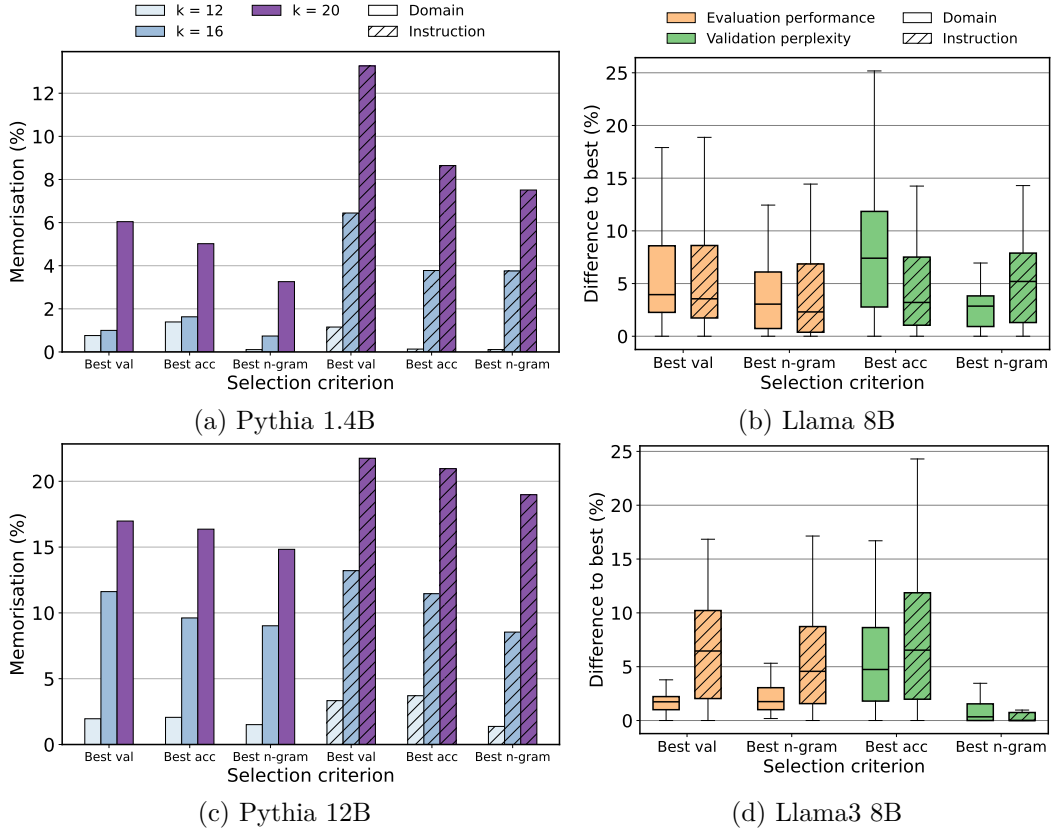 k = 12
k = 16
k = 20
Domain
Instruction
Memorisation (%)
12
10
8
6
4
2
0
Best val
Best acc
Best n-gram
Best val
Best acc
Best n-gram
Selection criterion
(a) Pythia 1.4B
Evaluation performance
Validation perplexity
Domain
Instruction
Difference to best (%)
25
20
15
10
5
0
Best val
Best n-gram
Best acc
Best n-gram
Selection criterion
(b) Llama 8B
Memorisation (%)
20
15
10
5
0
Best val
Best acc
Best n-gram
Best val
Best acc
Best n-gram
Selection criterion
(c) Pythia 12B
Difference to best (%)
25
20
15
10
5
0
Best val
Best n-gram
Best acc
Best n-gram
Selection criterion
(d) Llama3 8B